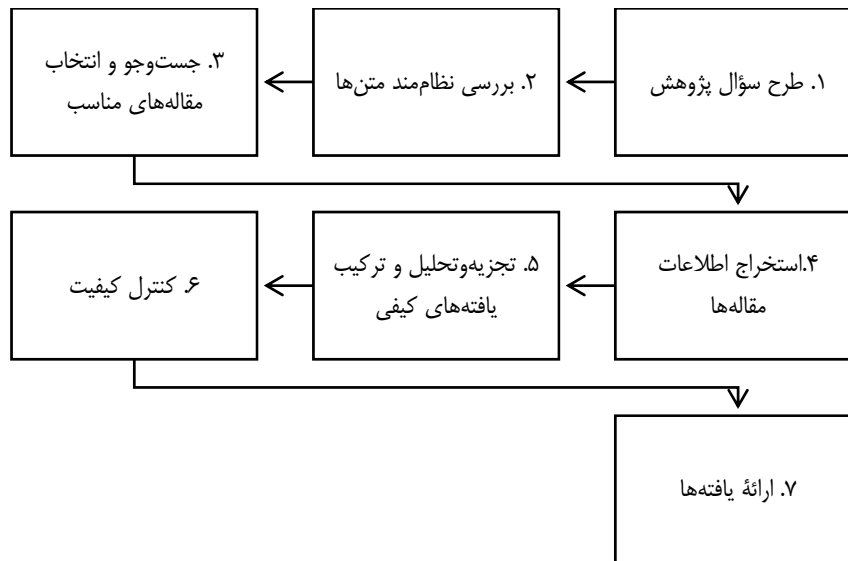 ۱. طرح سؤال پژوهش
۲. بررسی نظام‌مند متن‌ها
۳. جست‌وجو و انتخاب
مقاله‌های مناسب
۴.استخراج اطلاعات
مقاله‌ها
۵. تجزیه‌وتحلیل و ترکیب
یافته‌های کیفی
۶. کنترل کیفیت
۷. ارائهٔ یافته‌ها